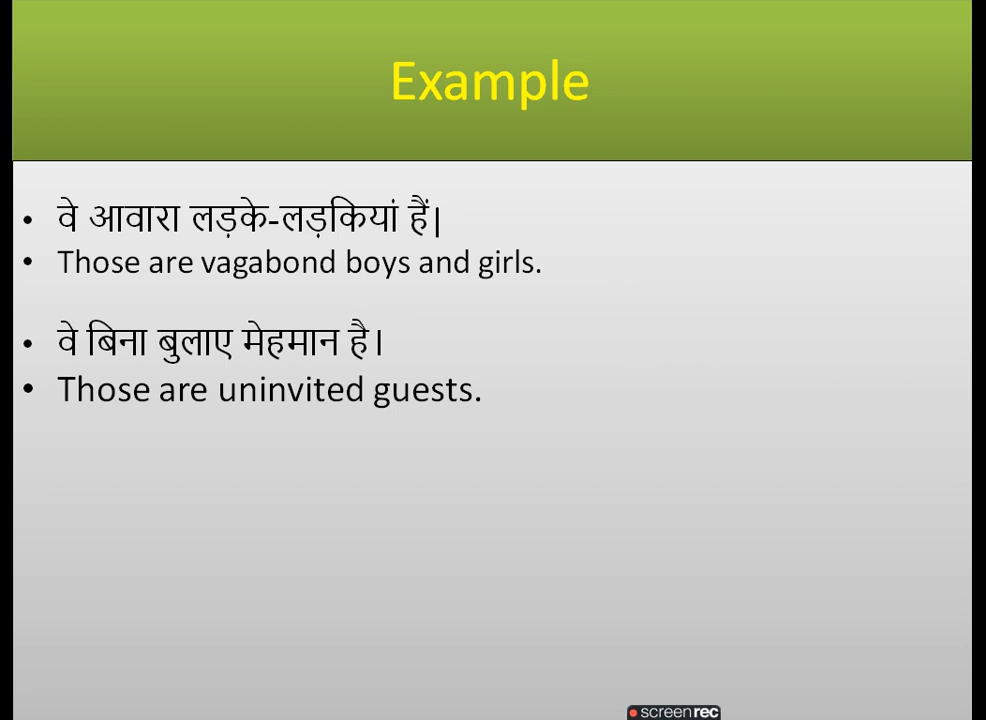 Example
• वे आवारा लड़के-लड़कियां हैं|
• Those are vagabond boys and girls.
• वे बिना बुलाए मेहमान है।
• Those are uninvited guests.
screenrec